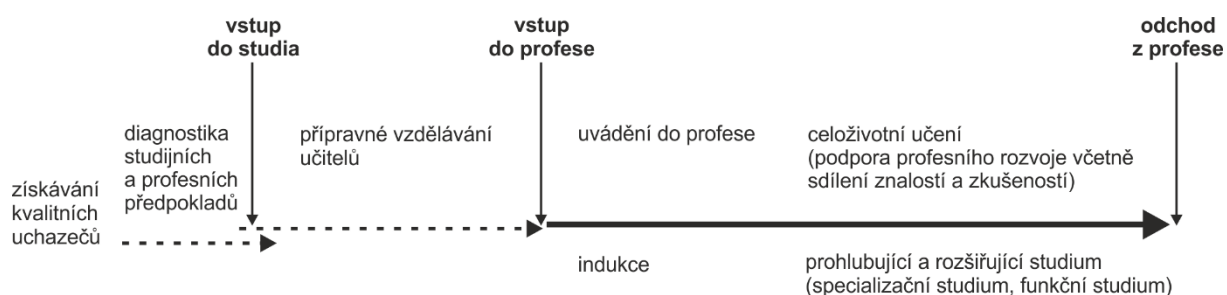 vstup
do studia
vstup
do profese
odchod
z profese
diagnostika
studijních
a profesních
předpokladů
přípravné vzdělávání
učitelů
uvádění do profese
celoživotní učení
(podpora profesního rozvoje včetně
sdílení znalostí a zkušeností)
získávání
kvalitních
uchazečů
indukce
prohlubující a rozšiřující studium
(specializační studium, funkční studium)